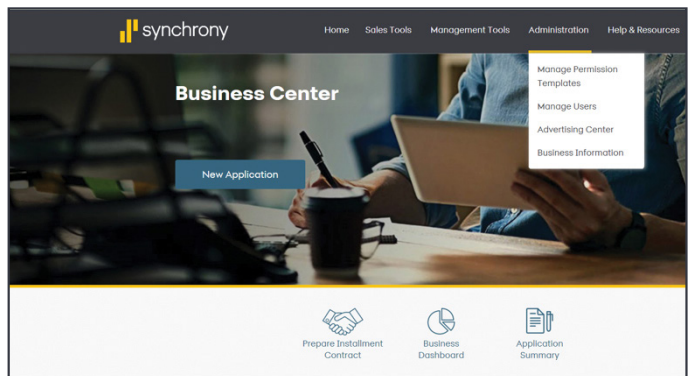 synchrony
Home Sales Tools Management Tools Administration Help & Resources
Manage Permission
Templates
Manage Users
Advertising Center
Business Information
Business Center
New Application
Prepare Installment
Contract
Business
Dashboard
Application
Summary